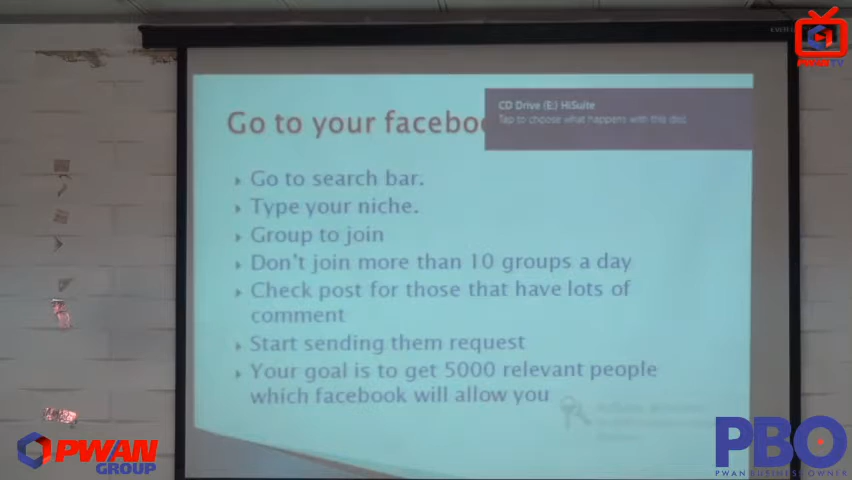 PWAN TV
CD Drive (E:) HiSuite
Tap to choose what happens with this disc
Go to your facebo
Go to search bar.
Type your niche.
Group to join
Don't join more than 10 groups a day
Check post for those that have lots of
comment
Start sending them request
Your goal is to get 5000 relevant people
which facebook will allow you
PWAN
GROUP
PBO
PWAN BUSINESS OWNER